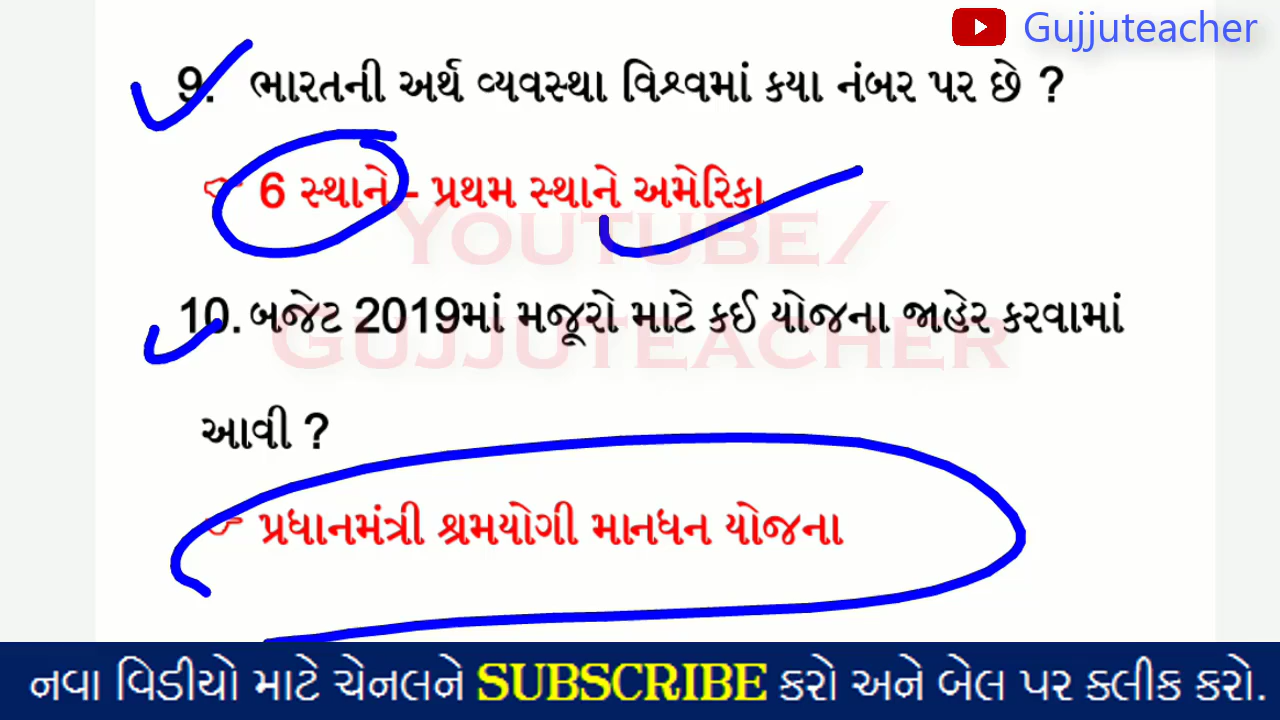 Gujjuteacher
9. ભારતની અર્થ વ્યવસ્થા વિશ્વમાં કયા નંબર પર છે ?
☞ 6 સ્થાને - પ્રથમ સ્થાને અમેરિકા
YOUTUBE/
10. બજેટ 2019માં મજૂરો માટે કઈ યોજના જાહેર કરવામાં
GUJJUTEACHER
આવી ?
☞ પ્રધાનમંત્રી શ્રમયોગી માનધન યોજના
નવા વિડીયો માટે ચેનલને SUBSCRIBE કરો અને બેલ પર ક્લીક કરો.